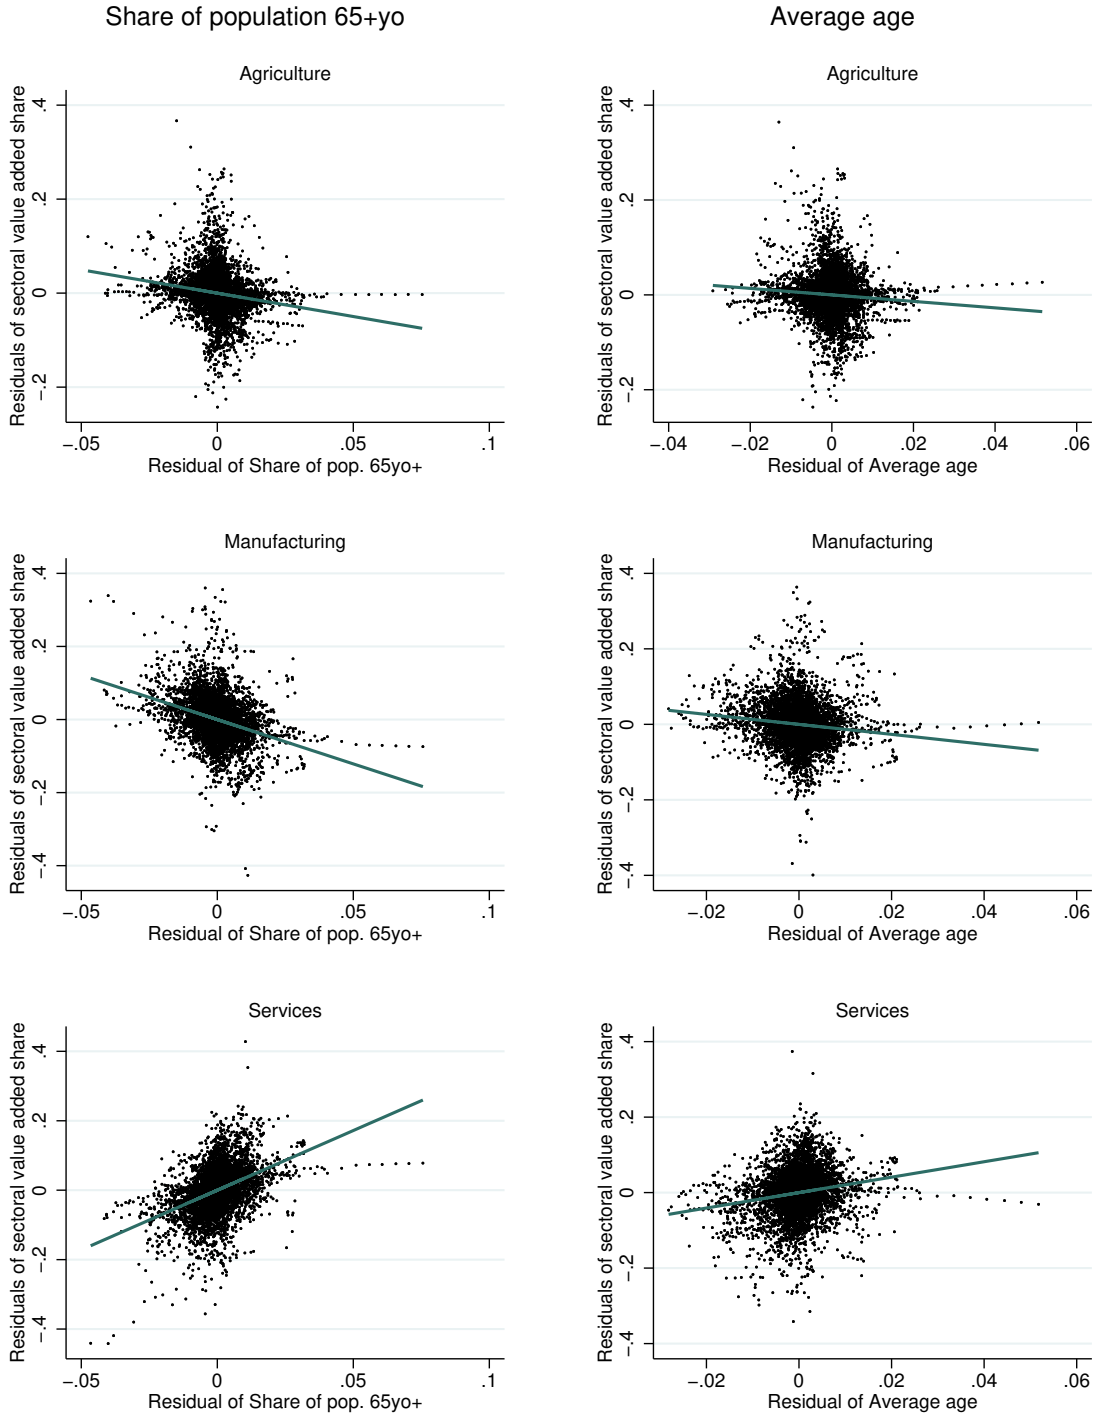 Share of population 65+yo
Average age
Agriculture
Residuals of sectoral value added share
.4
.2
0
−.2
−.05
0
.05
.1
Residual of Share of pop. 65yo+
Agriculture
Residuals of sectoral value added share
.4
.2
0
−.2
−.04
−.02
0
.02
.04
.06
Residual of Average age
Manufacturing
Residuals of sectoral value added share
.4
.2
0
−.2
−.4
−.05
0
.05
.1
Residual of Share of pop. 65yo+
Manufacturing
Residuals of sectoral value added share
.4
.2
0
−.2
−.4
−.02
0
.02
.04
.06
Residual of Average age
Services
Residuals of sectoral value added share
.4
.2
0
−.2
−.4
−.05
0
.05
.1
Residual of Share of pop. 65yo+
Services
Residuals of sectoral value added share
.4
.2
0
−.2
−.4
−.02
0
.02
.04
.06
Residual of Average age